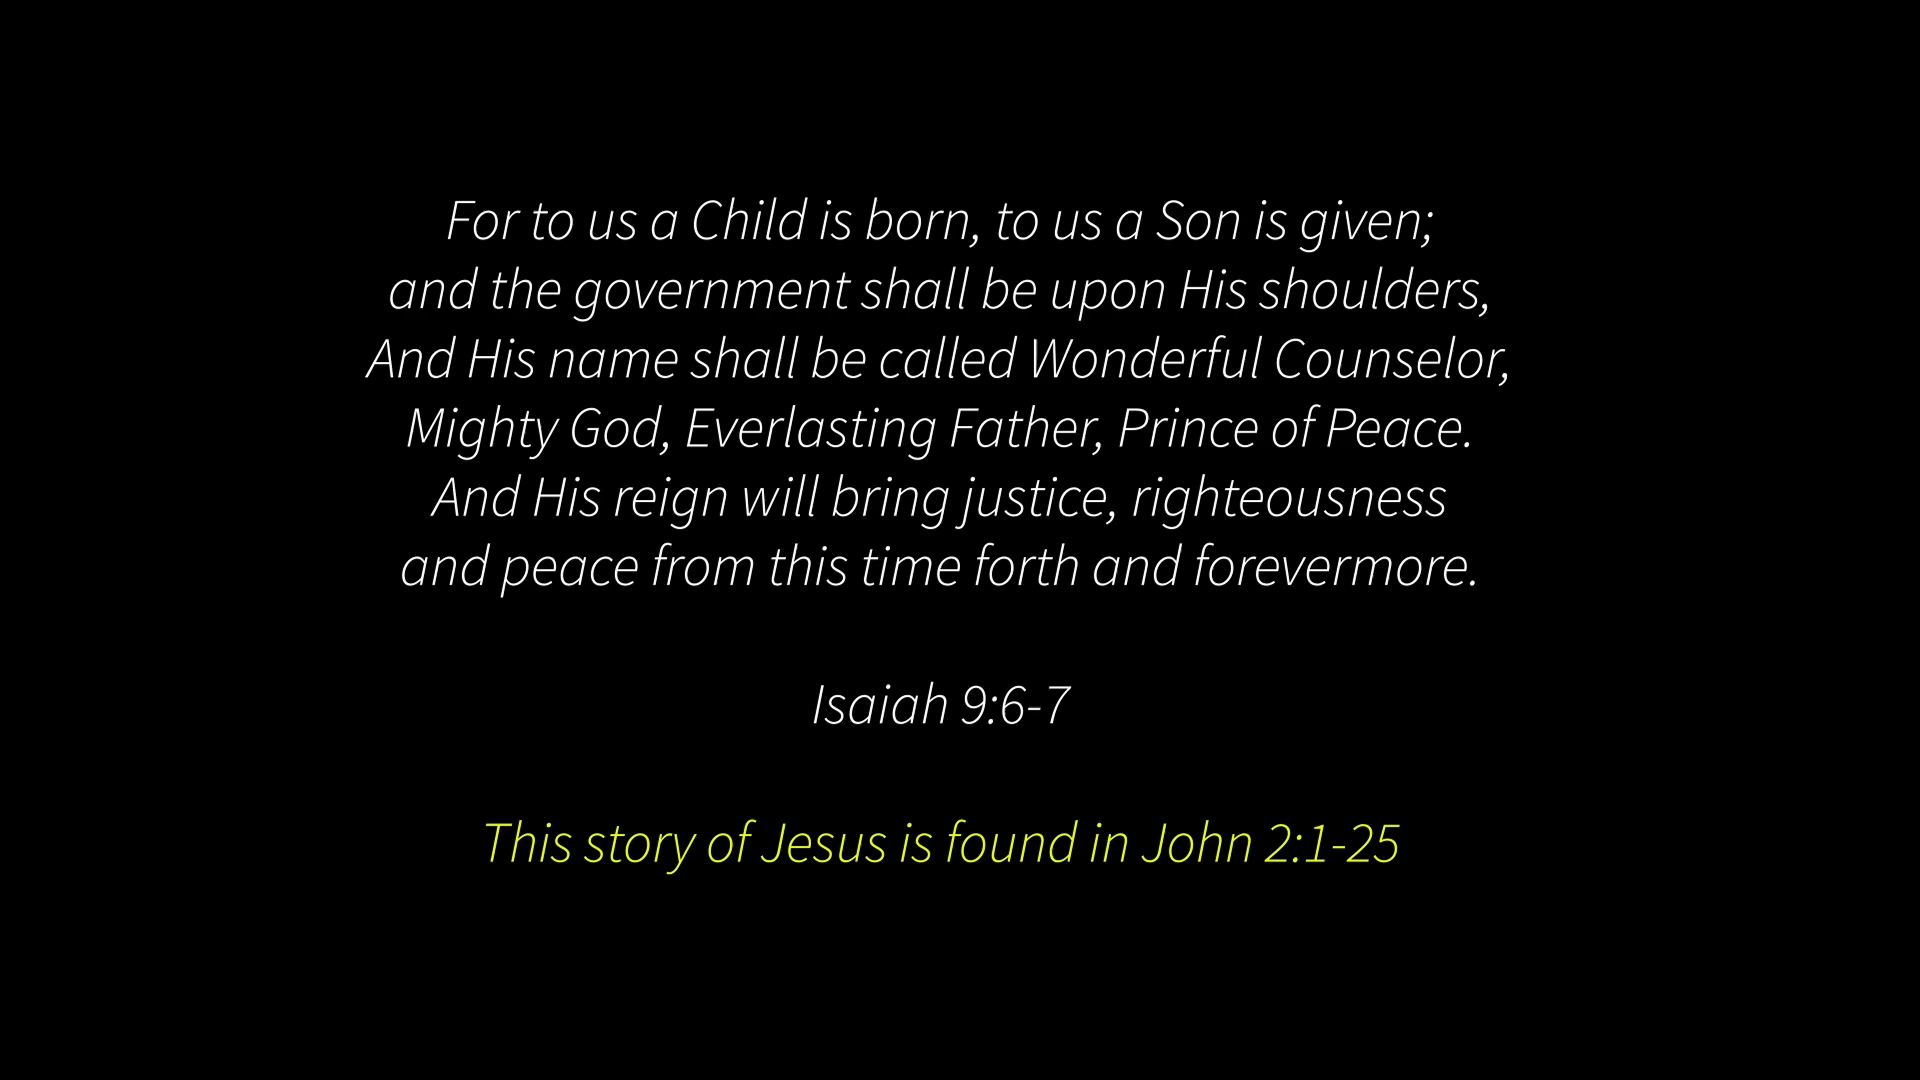 For to us a Child is born, to us a Son is given;
and the government shall be upon His shoulders,
And His name shall be called Wonderful Counselor,
Mighty God, Everlasting Father, Prince of Peace.
And His reign will bring justice, righteousness
and peace from this time forth and forevermore.
Isaiah 9:6-7
This story of Jesus is found in John 2:1-25